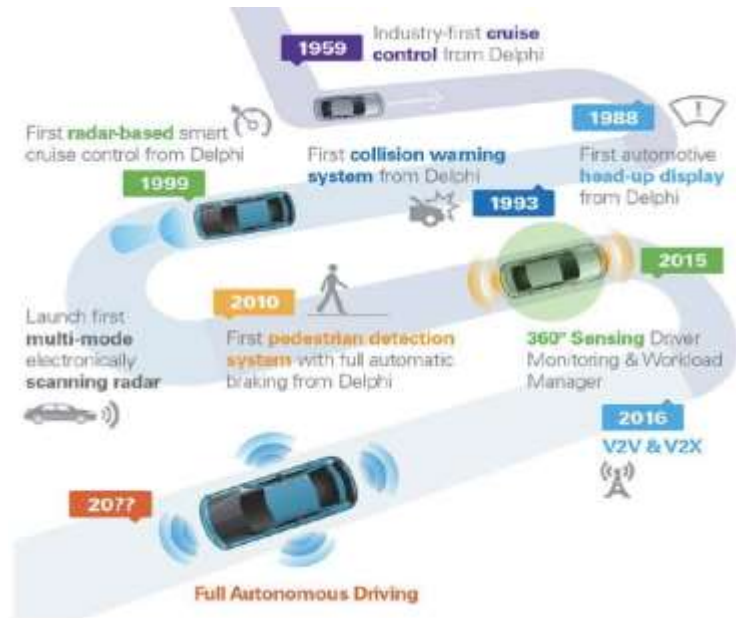 1959
Industry-first cruise
control from Delphi
1988
First automotive
head-up display
from Delphi
First collision warning
system from Delphi
1993
First radar-based smart
cruise control from Delphi
1999
Launch first
multi-mode
electronically
scanning radar
2010
First pedestrian detection
system with full automatic
braking from Delphi
2015
360° Sensing Driver
Monitoring & Workload
Manager
2016
V2V & V2X
20??
Full Autonomous Driving